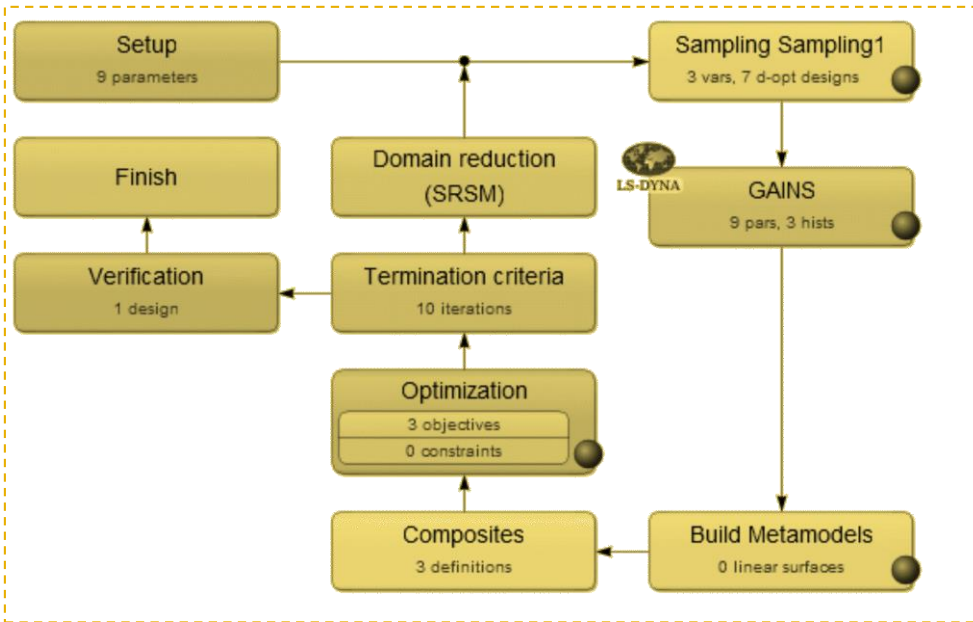 Setup
9 parameters
Sampling Sampling1
3 vars, 7 d-opt designs
Finish
Domain reduction
(SRSM)
LS-DYNA
GAINS
9 pars, 3 hists
Verification
1 design
Termination criteria
10 iterations
Optimization
3 objectives
0 constraints
Composites
3 definitions
Build Metamodels
0 linear surfaces